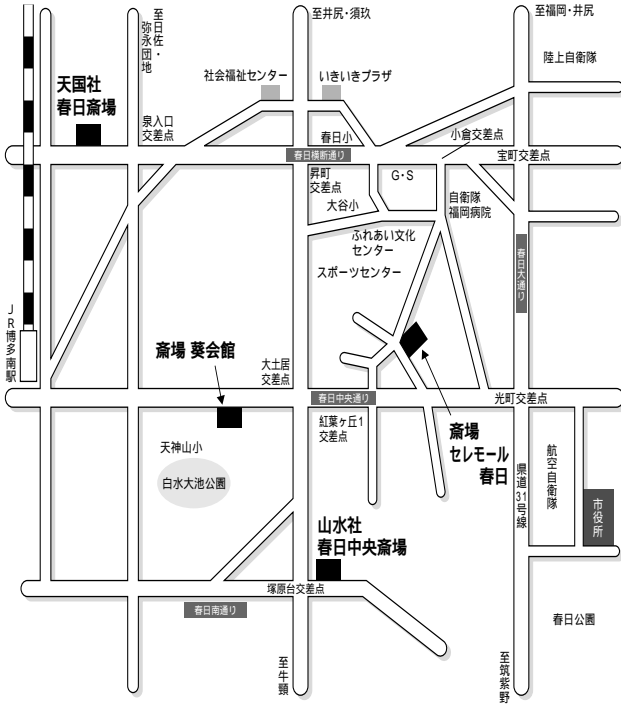 至井尻・須玖
至福岡・井尻
至日佐・
弥永団・地
陸上自衛隊
社会福祉センター
いきいきプラザ
天国社
春日斎場
泉入口
交差点
春日小
小倉交差点
春日横断通り
宝町交差点
昇町
交差点
G・S
自衛隊
福岡病院
大谷小
ふれあい文化
センター
スポーツセンター
春日大通り
JR博多南駅
斎場 葵会館
大土居
交差点
春日中央通り
光町交差点
紅葉ヶ丘1
交差点
斎場
セレモール
春日
天神山小
白水大池公園
県道31号線
航空自衛隊
市役所
山水社
春日中央斎場
塚原台交差点
春日南通り
春日公園
至牛頸
至筑紫野